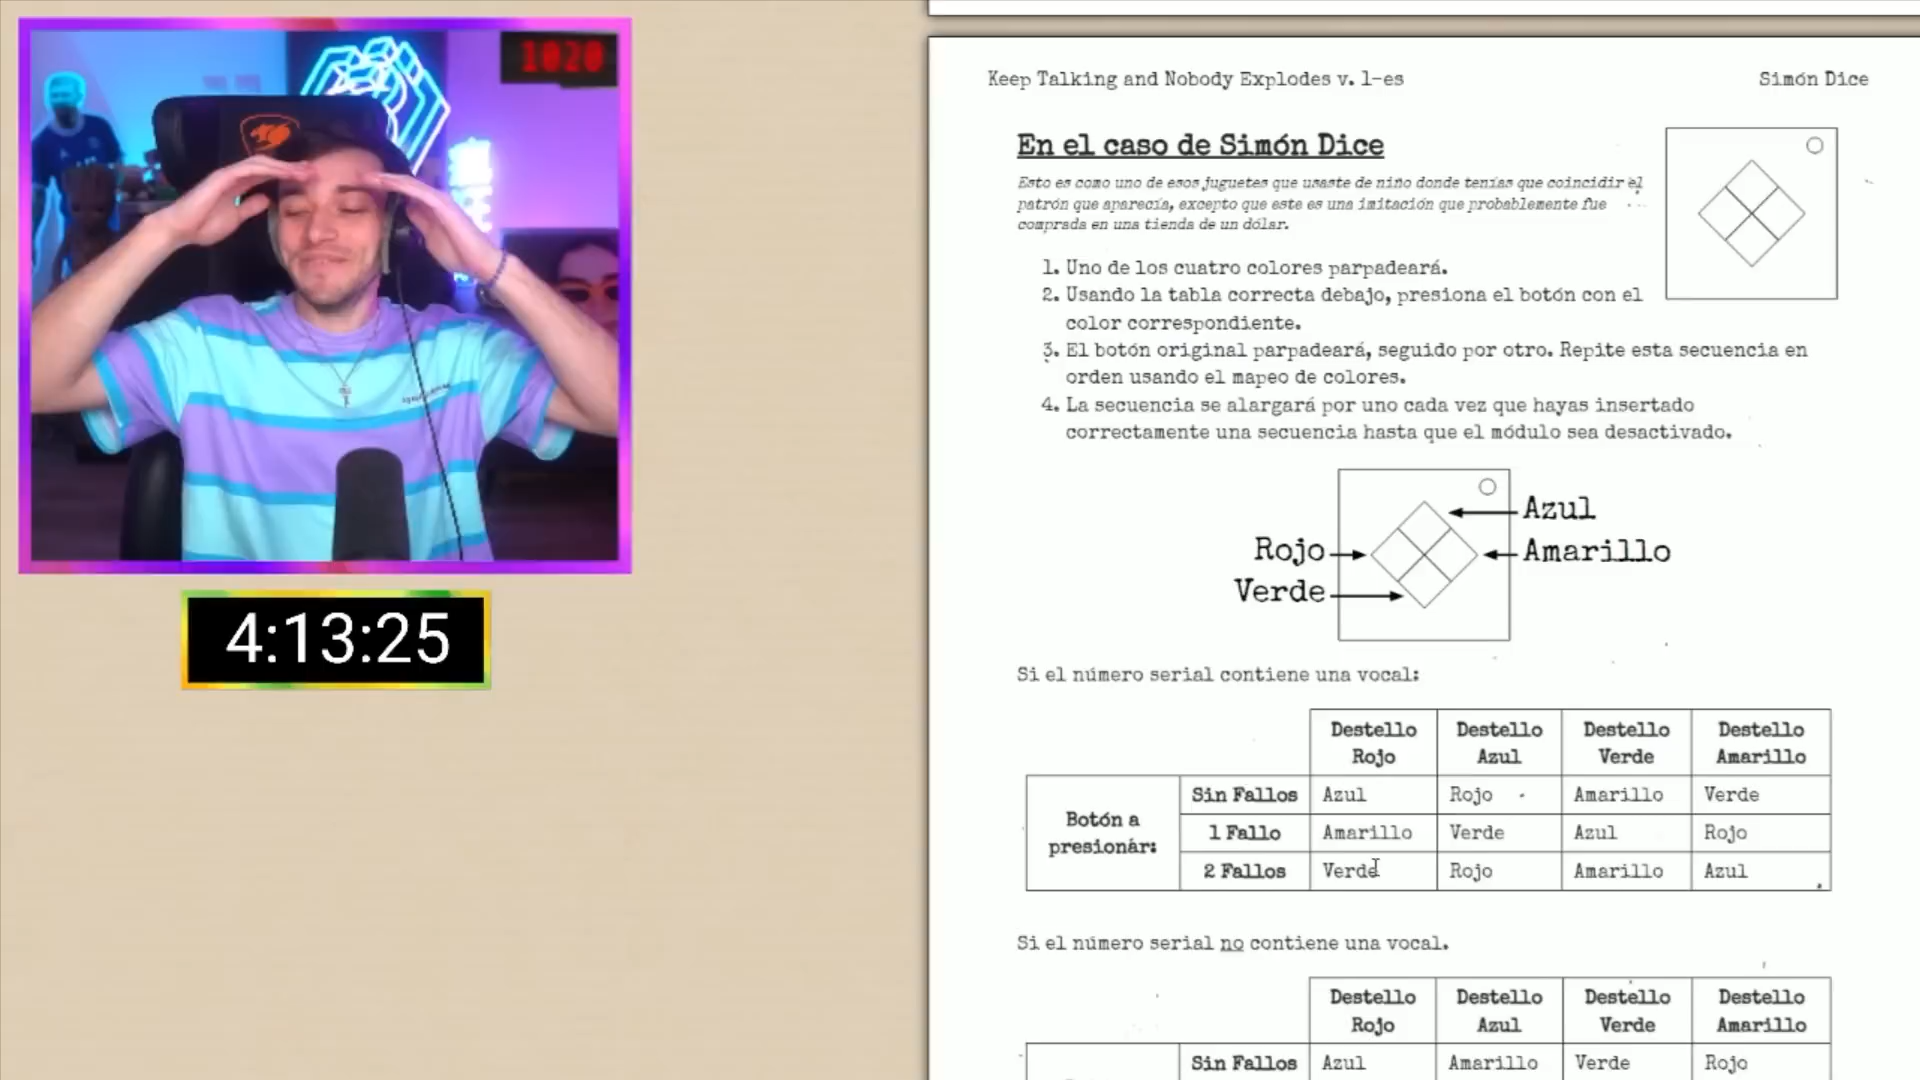 1020
4:13:25
Keep Talking and Nobody Explodes v. 1-es
Simón Dice
En el caso de Simón Dice
Esto es como uno de esos juguetes que usaste de niño donde tenías que coincidir el
patrón que aparecía, excepto que este es una imitación que probablemente fue
comprada en una tienda de un dólar.
1. Uno de los cuatro colores parpadeará.
2. Usando la tabla correcta debajo, presiona el botón con el
color correspondiente.
3. El botón original parpadeará, seguido por otro. Repite esta secuencia en
orden usando el mapeo de colores.
4. La secuencia se alargará por uno cada vez que hayas insertado
correctamente una secuencia hasta que el módulo sea desactivado.
Azul
Rojo
Amarillo
Verde
Si el número serial contiene una vocal:
Destello Rojo
Destello Azul
Destello Verde
Destello Amarillo
Botón a presionár:
Sin Fallos Azul Rojo Amarillo Verde
1 Fallo Amarillo Verde Azul Rojo
2 Fallos Verde Rojo Amarillo Azul
Si el número serial no contiene una vocal.
Destello Rojo
Destello Azul
Destello Verde
Destello Amarillo
Sin Fallos Azul Amarillo Verde Rojo